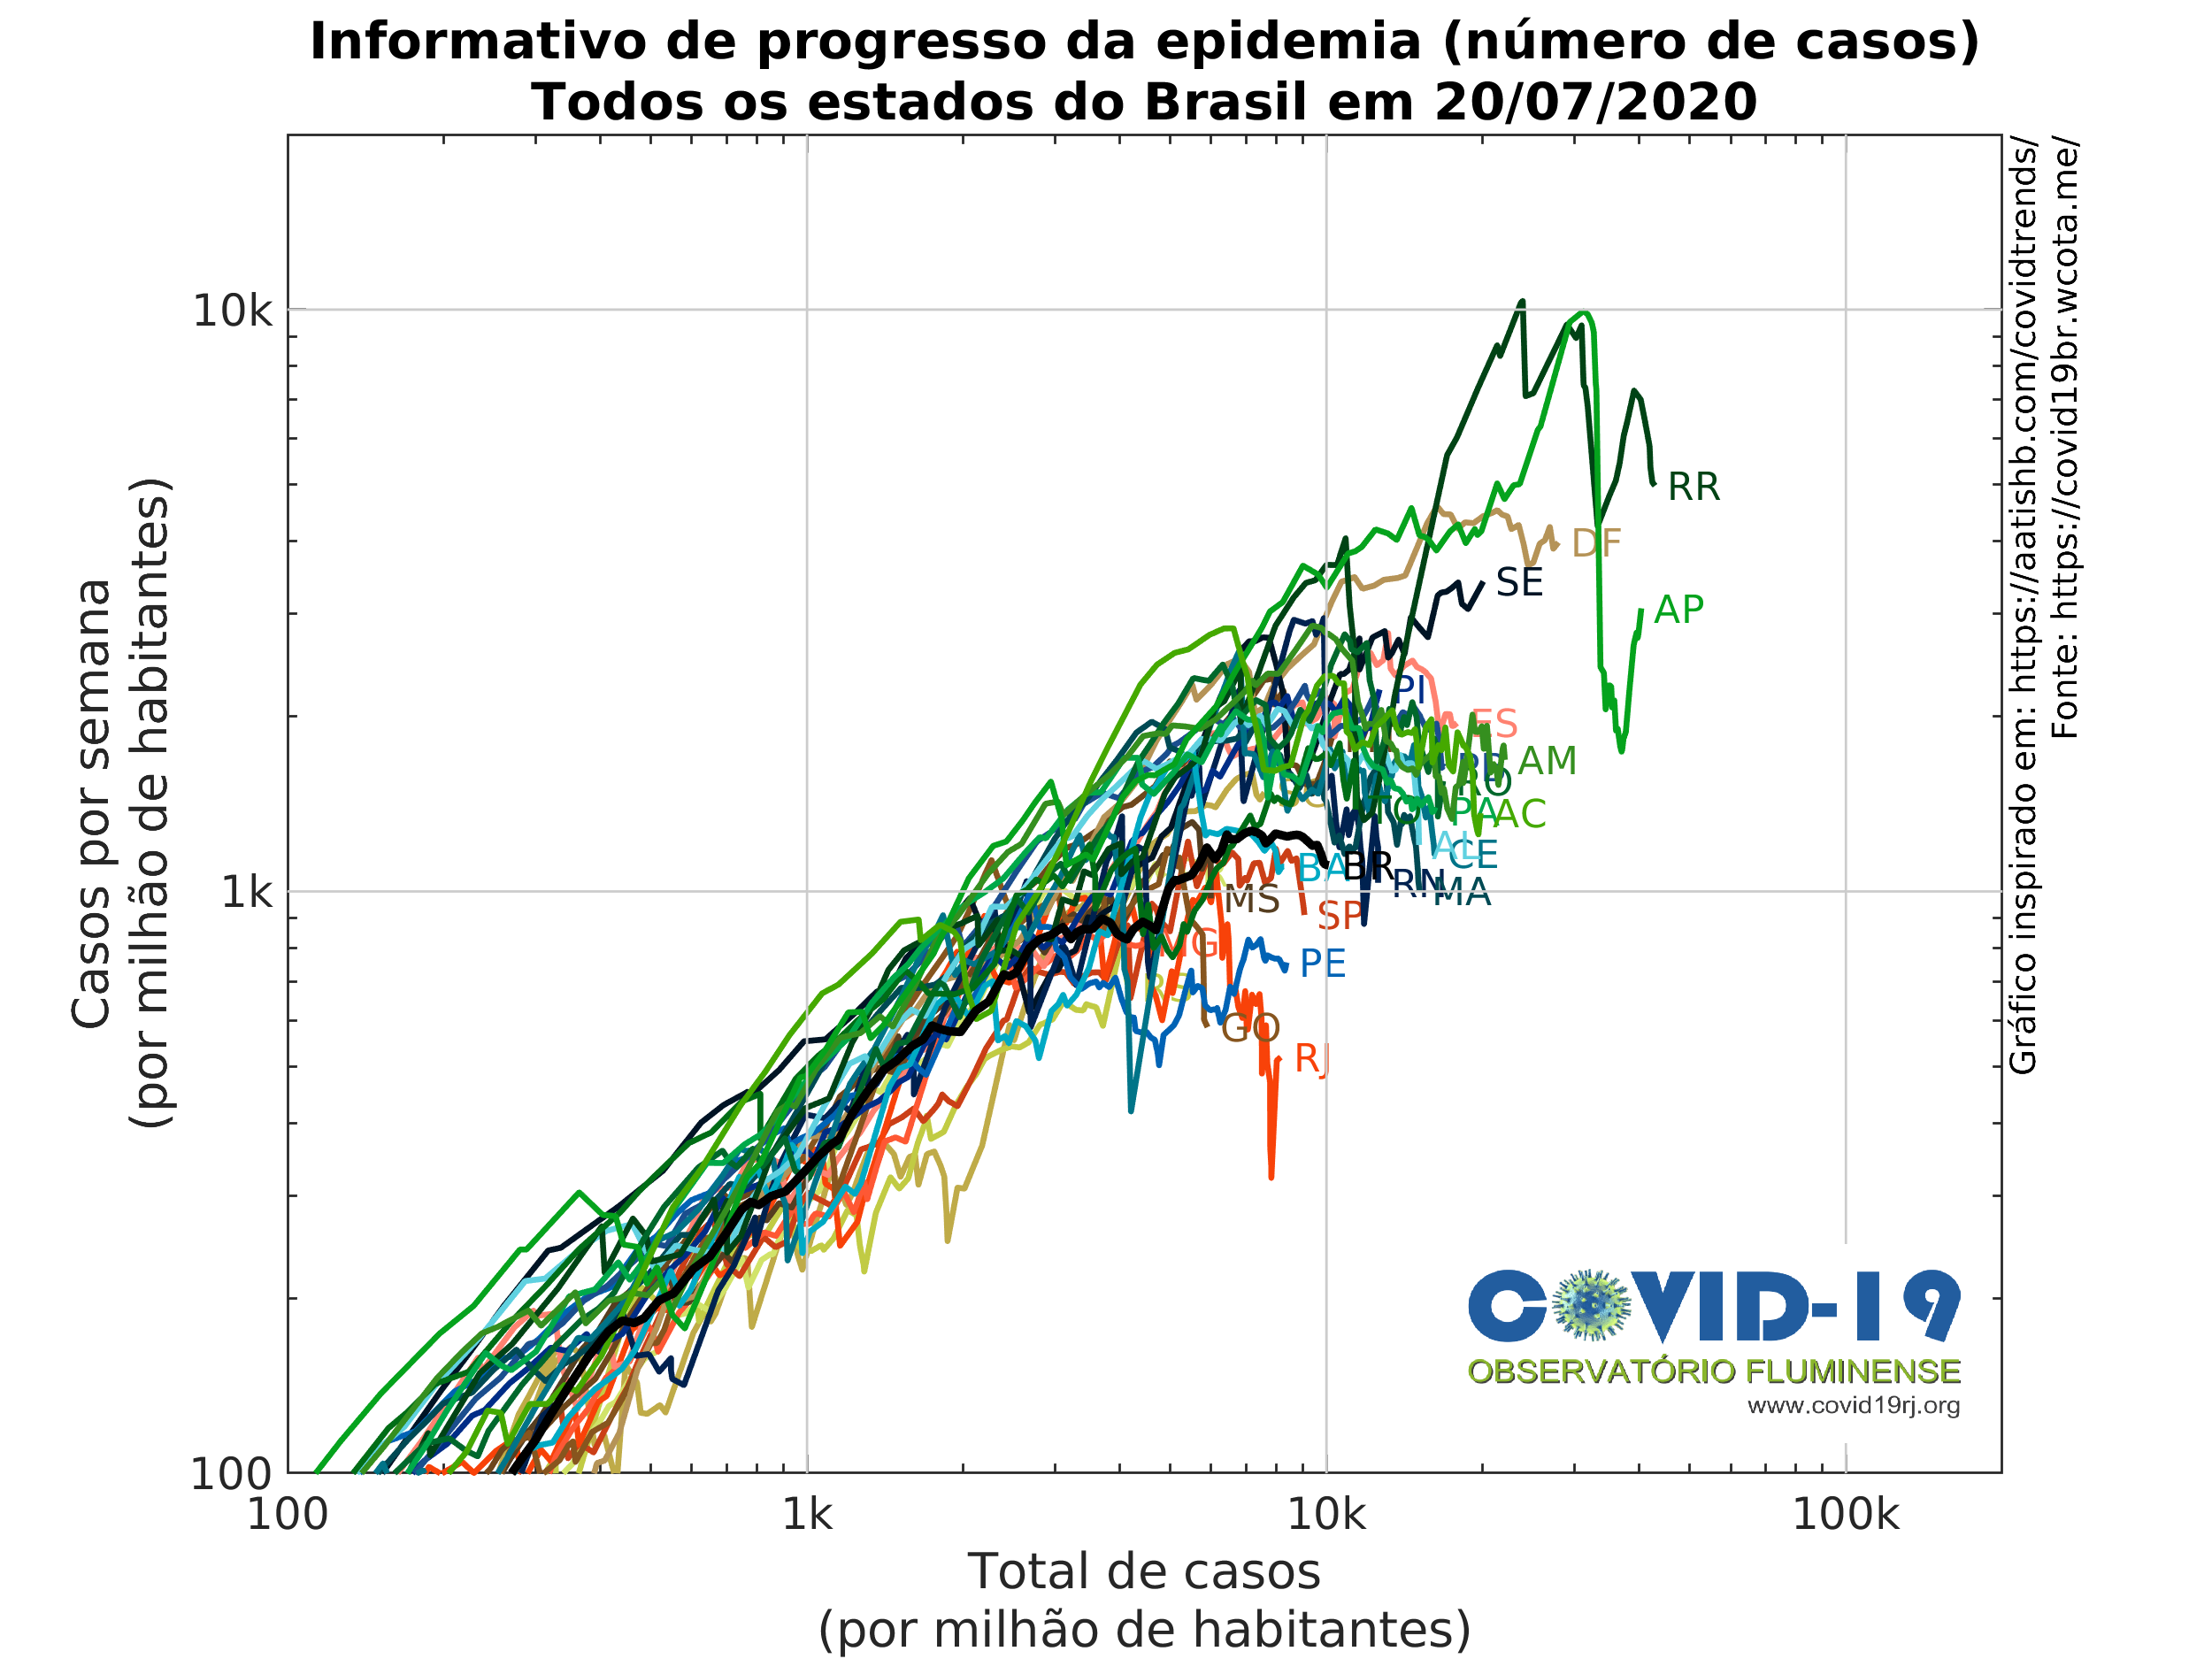 Informativo de progresso da epidemia (número de casos)
Todos os estados do Brasil em 20/07/2020
Casos por semana
(por milhão de habitantes)
10k
1k
100
100
1k
10k
100k
Total de casos
(por milhão de habitantes)
RR
DF
SE
AP
PI
ES
AM
RO
TO
PA
AC
AL
CE
BA
BR
RN
MA
MS
SP
MG
PE
RS
GO
RJ
Gráfico inspirado em: https://aatishb.com/covidtrends/
Fonte: https://covid19br.wcota.me/
COVID-19
OBSERVATÓRIO FLUMINENSE
www.covid19rj.org